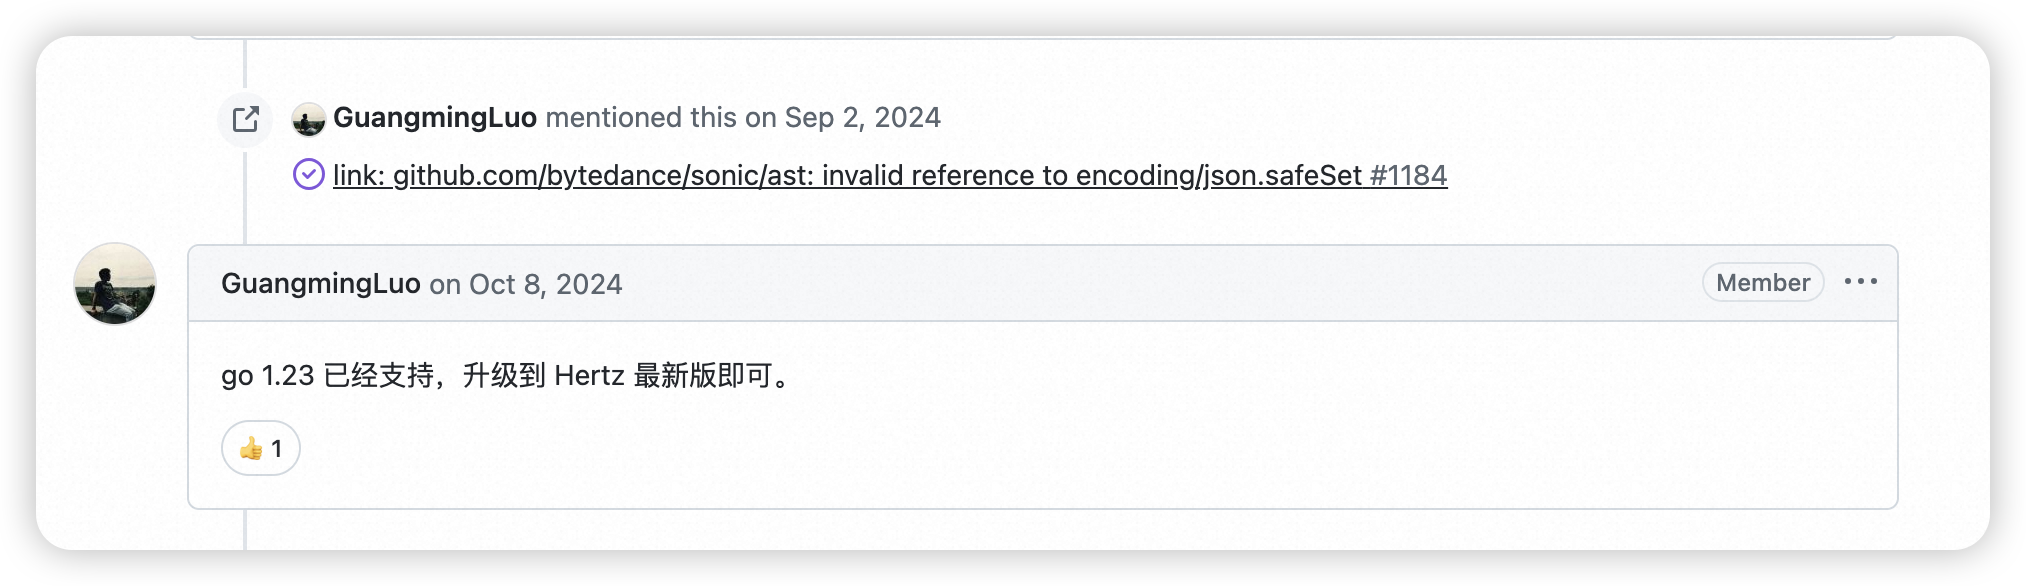 GuangmingLuo mentioned this on Sep 2, 2024
link: github.com/bytedance/sonic/ast: invalid reference to encoding/json.safeSet #1184
GuangmingLuo on Oct 8, 2024
Member
go 1.23 已经支持，升级到 Hertz 最新版即可。
👍 1